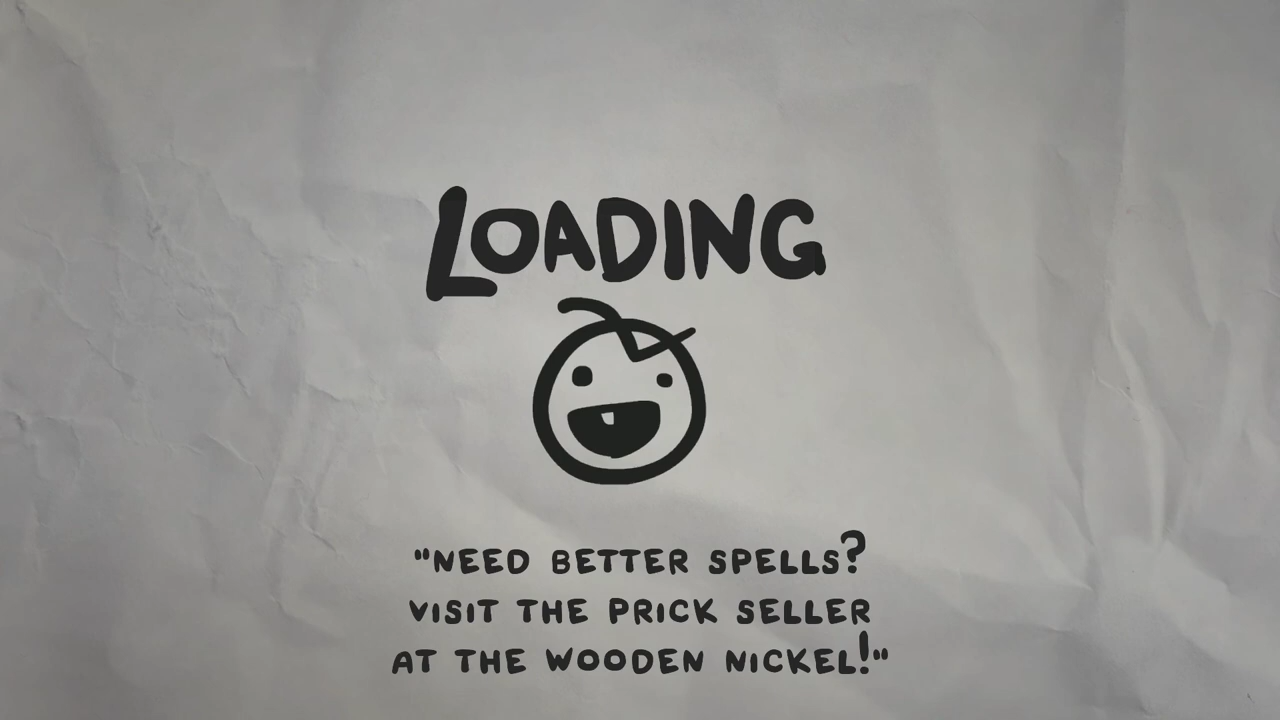 LOADING
"NEED BETTER SPELLS?
VISIT THE PRICK SELLER
AT THE WOODEN NICKEL!"